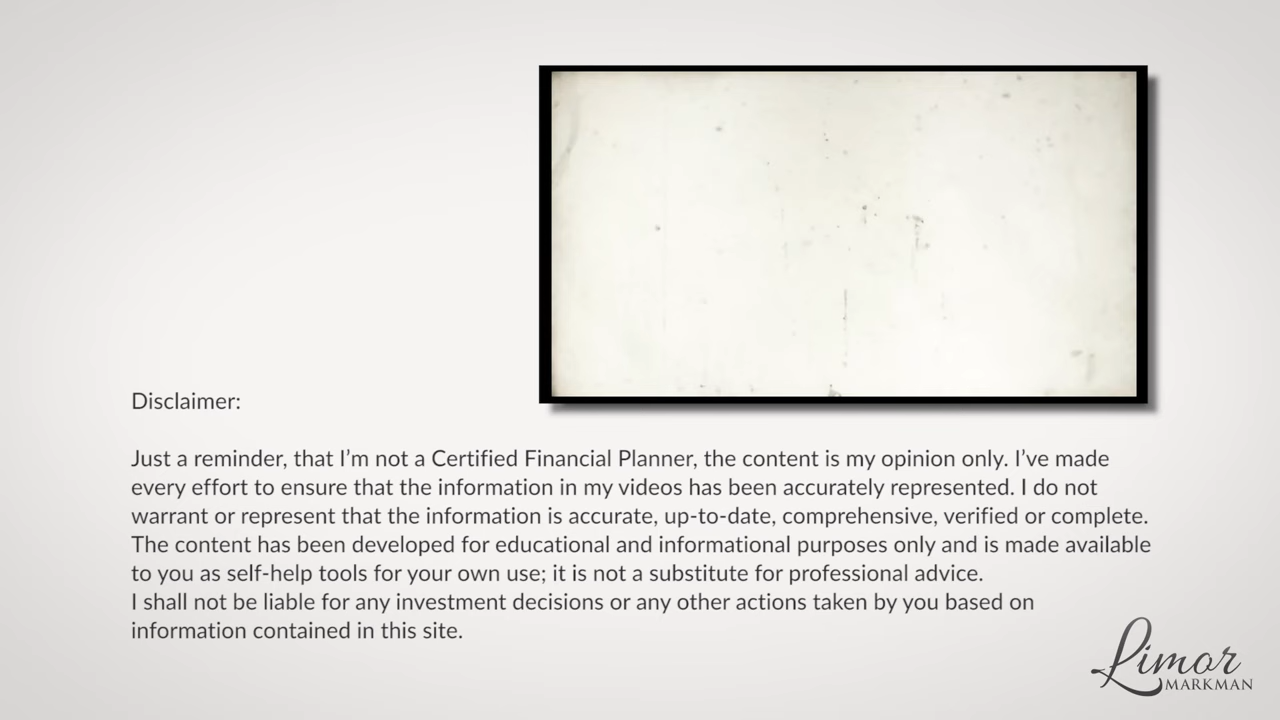 Disclaimer:
Just a reminder, that I'm not a Certified Financial Planner, the content is my opinion only. I've made
every effort to ensure that the information in my videos has been accurately represented. I do not
warrant or represent that the information is accurate, up-to-date, comprehensive, verified or complete.
The content has been developed for educational and informational purposes only and is made available
to you as self-help tools for your own use; it is not a substitute for professional advice.
I shall not be liable for any investment decisions or any other actions taken by you based on
information contained in this site.
Limor
MARKMAN